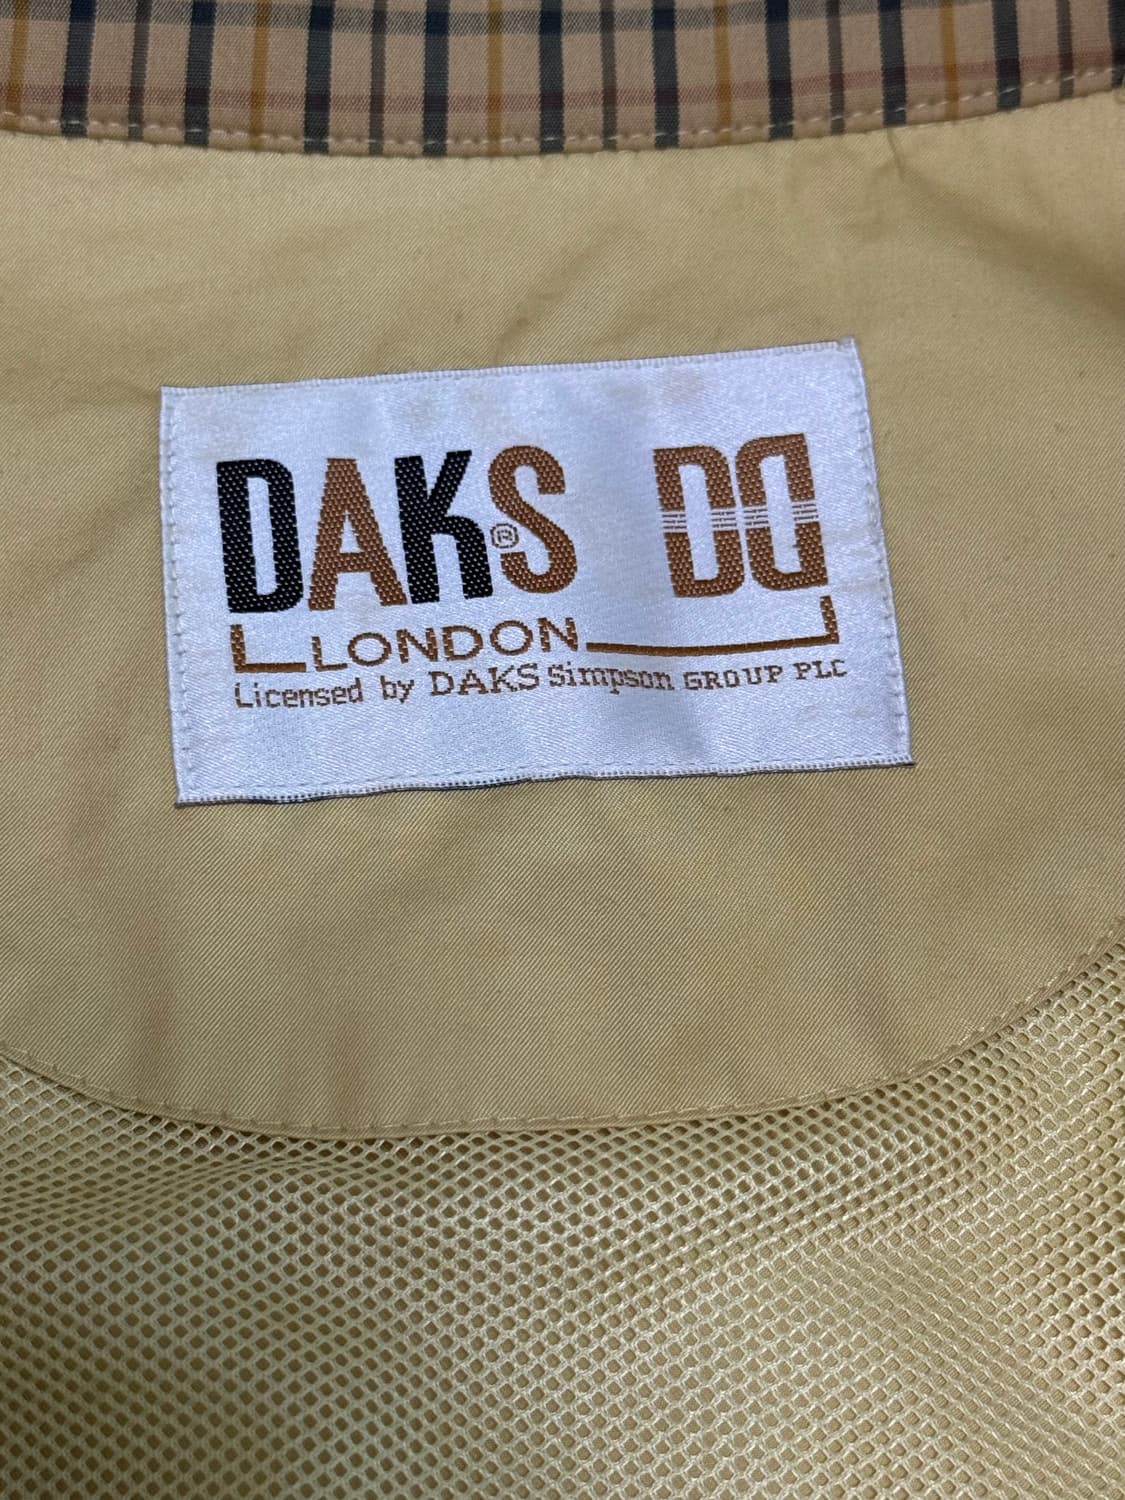 DAKS® DD
LONDON
Licensed by DAKS Simpson GROUP PLC